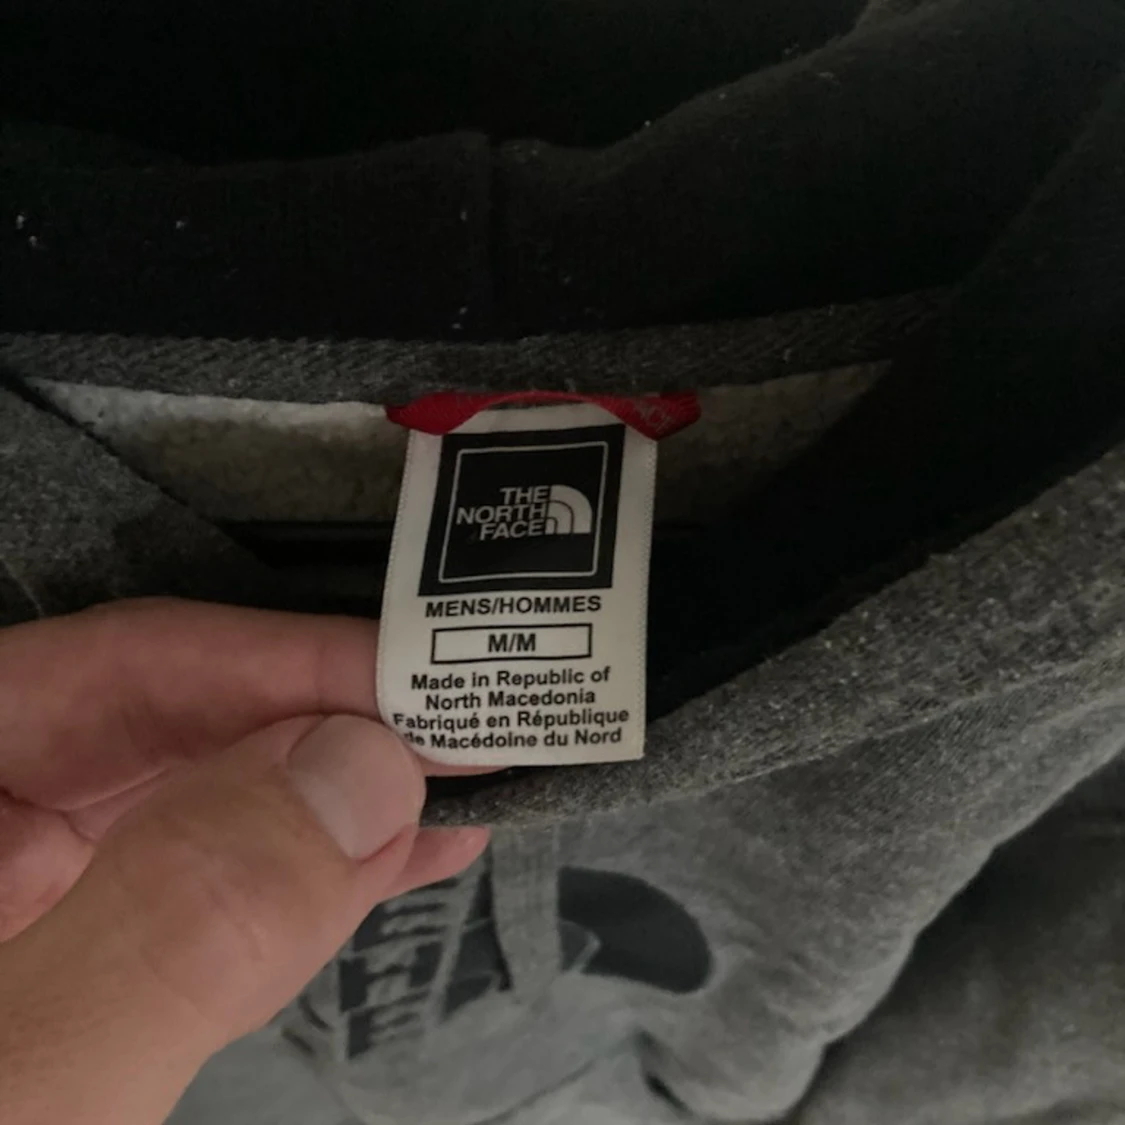 THE
NORTH
FACE
MENS/HOMMES
M/M
Made in Republic of
North Macedonia
Fabriqué en République
de Macédoine du Nord